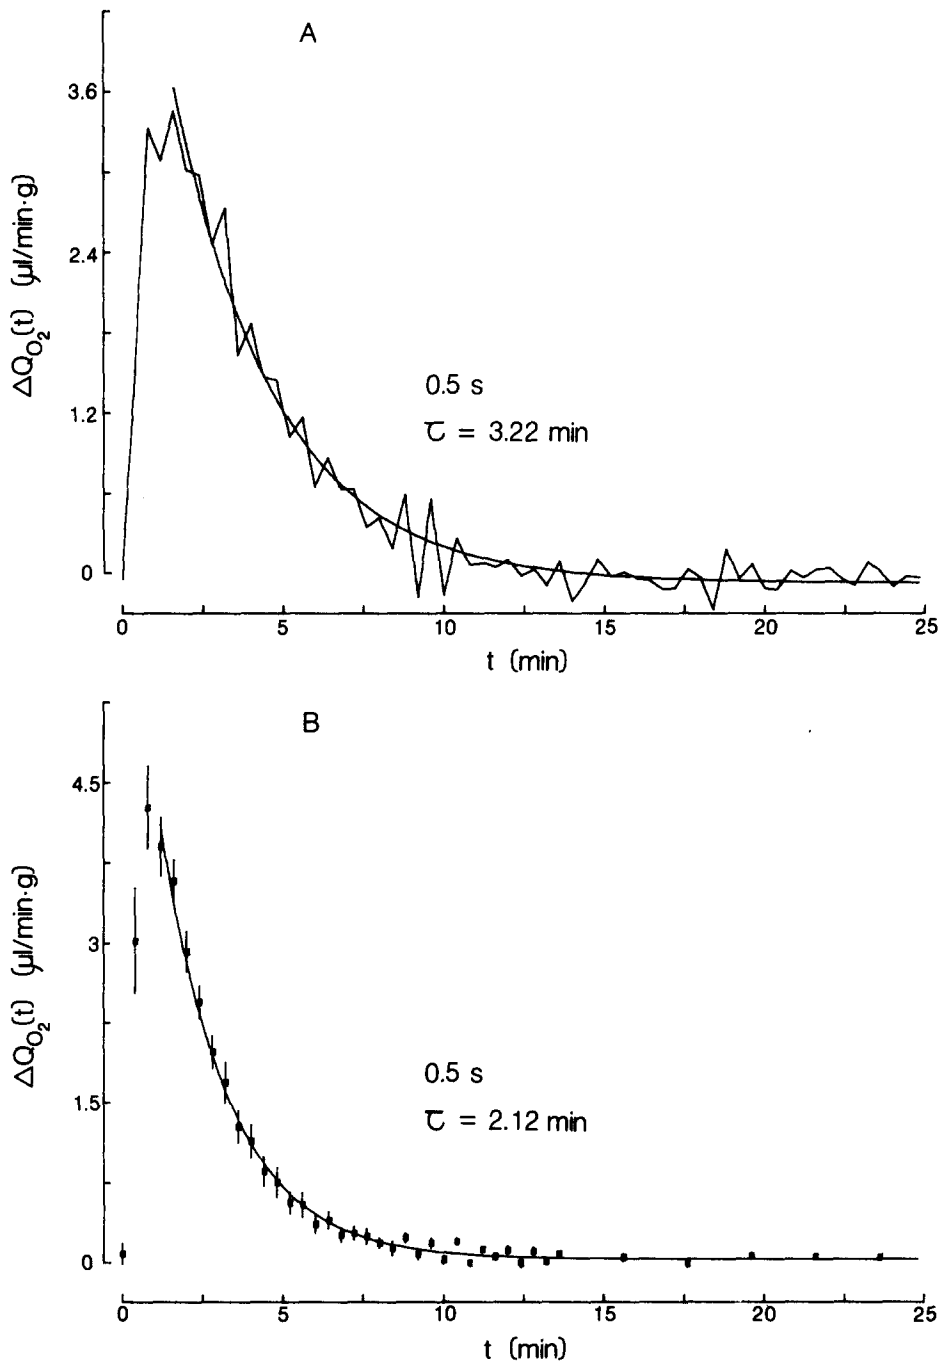 A
3.6
2.4
1.2
0
ΔQO₂(t) (μl/min·g)
0.5 s
τ = 3.22 min
0 5 10 15 20 25
t (min)
B
4.5
3
1.5
0
ΔQO₂(t) (μl/min·g)
0.5 s
τ = 2.12 min
0 5 10 15 20 25
t (min)